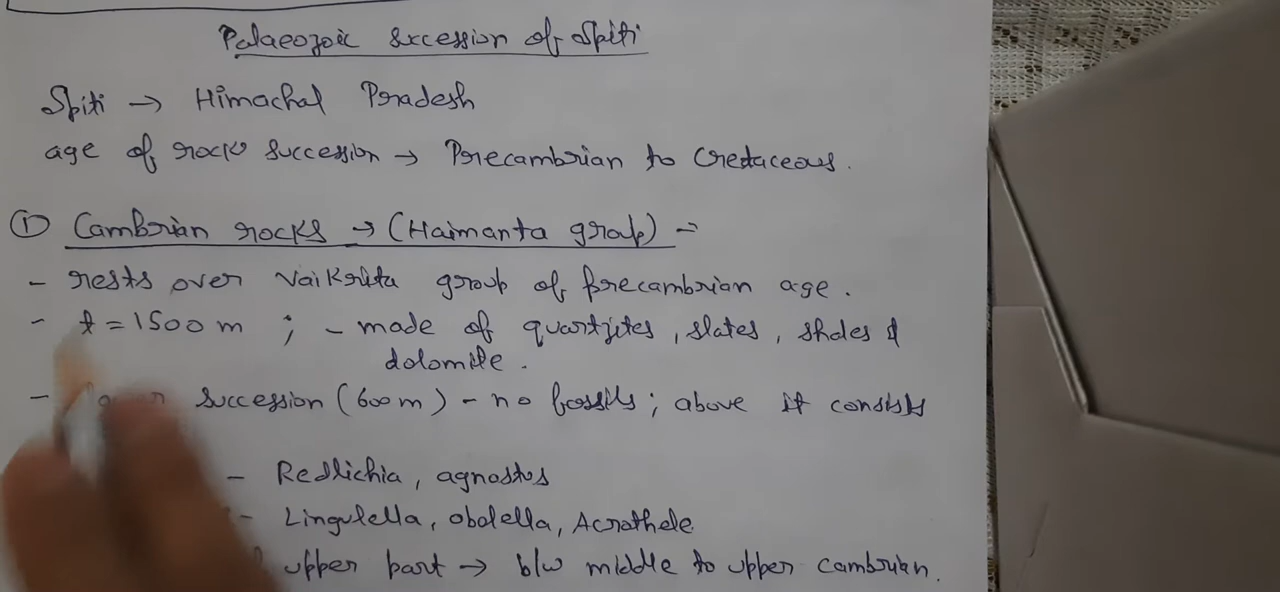 Palaeozoic succession of Spiti
Spiti → Himachal Pradesh
age of rock succession → Precambrian to Cretaceous.
① Cambrian rocks → (Haimanta group) -
- rests over Vaikrita group of precambrian age.
- t = 1500 m ; - made of quartzites, slates, shales &
dolomite.
- succession (600 m) - no fossils; above it consists
- Redlichia, agnostos
- Lingulella, obolella, Acrothele
upper part → b/w middle to upper cambrian.